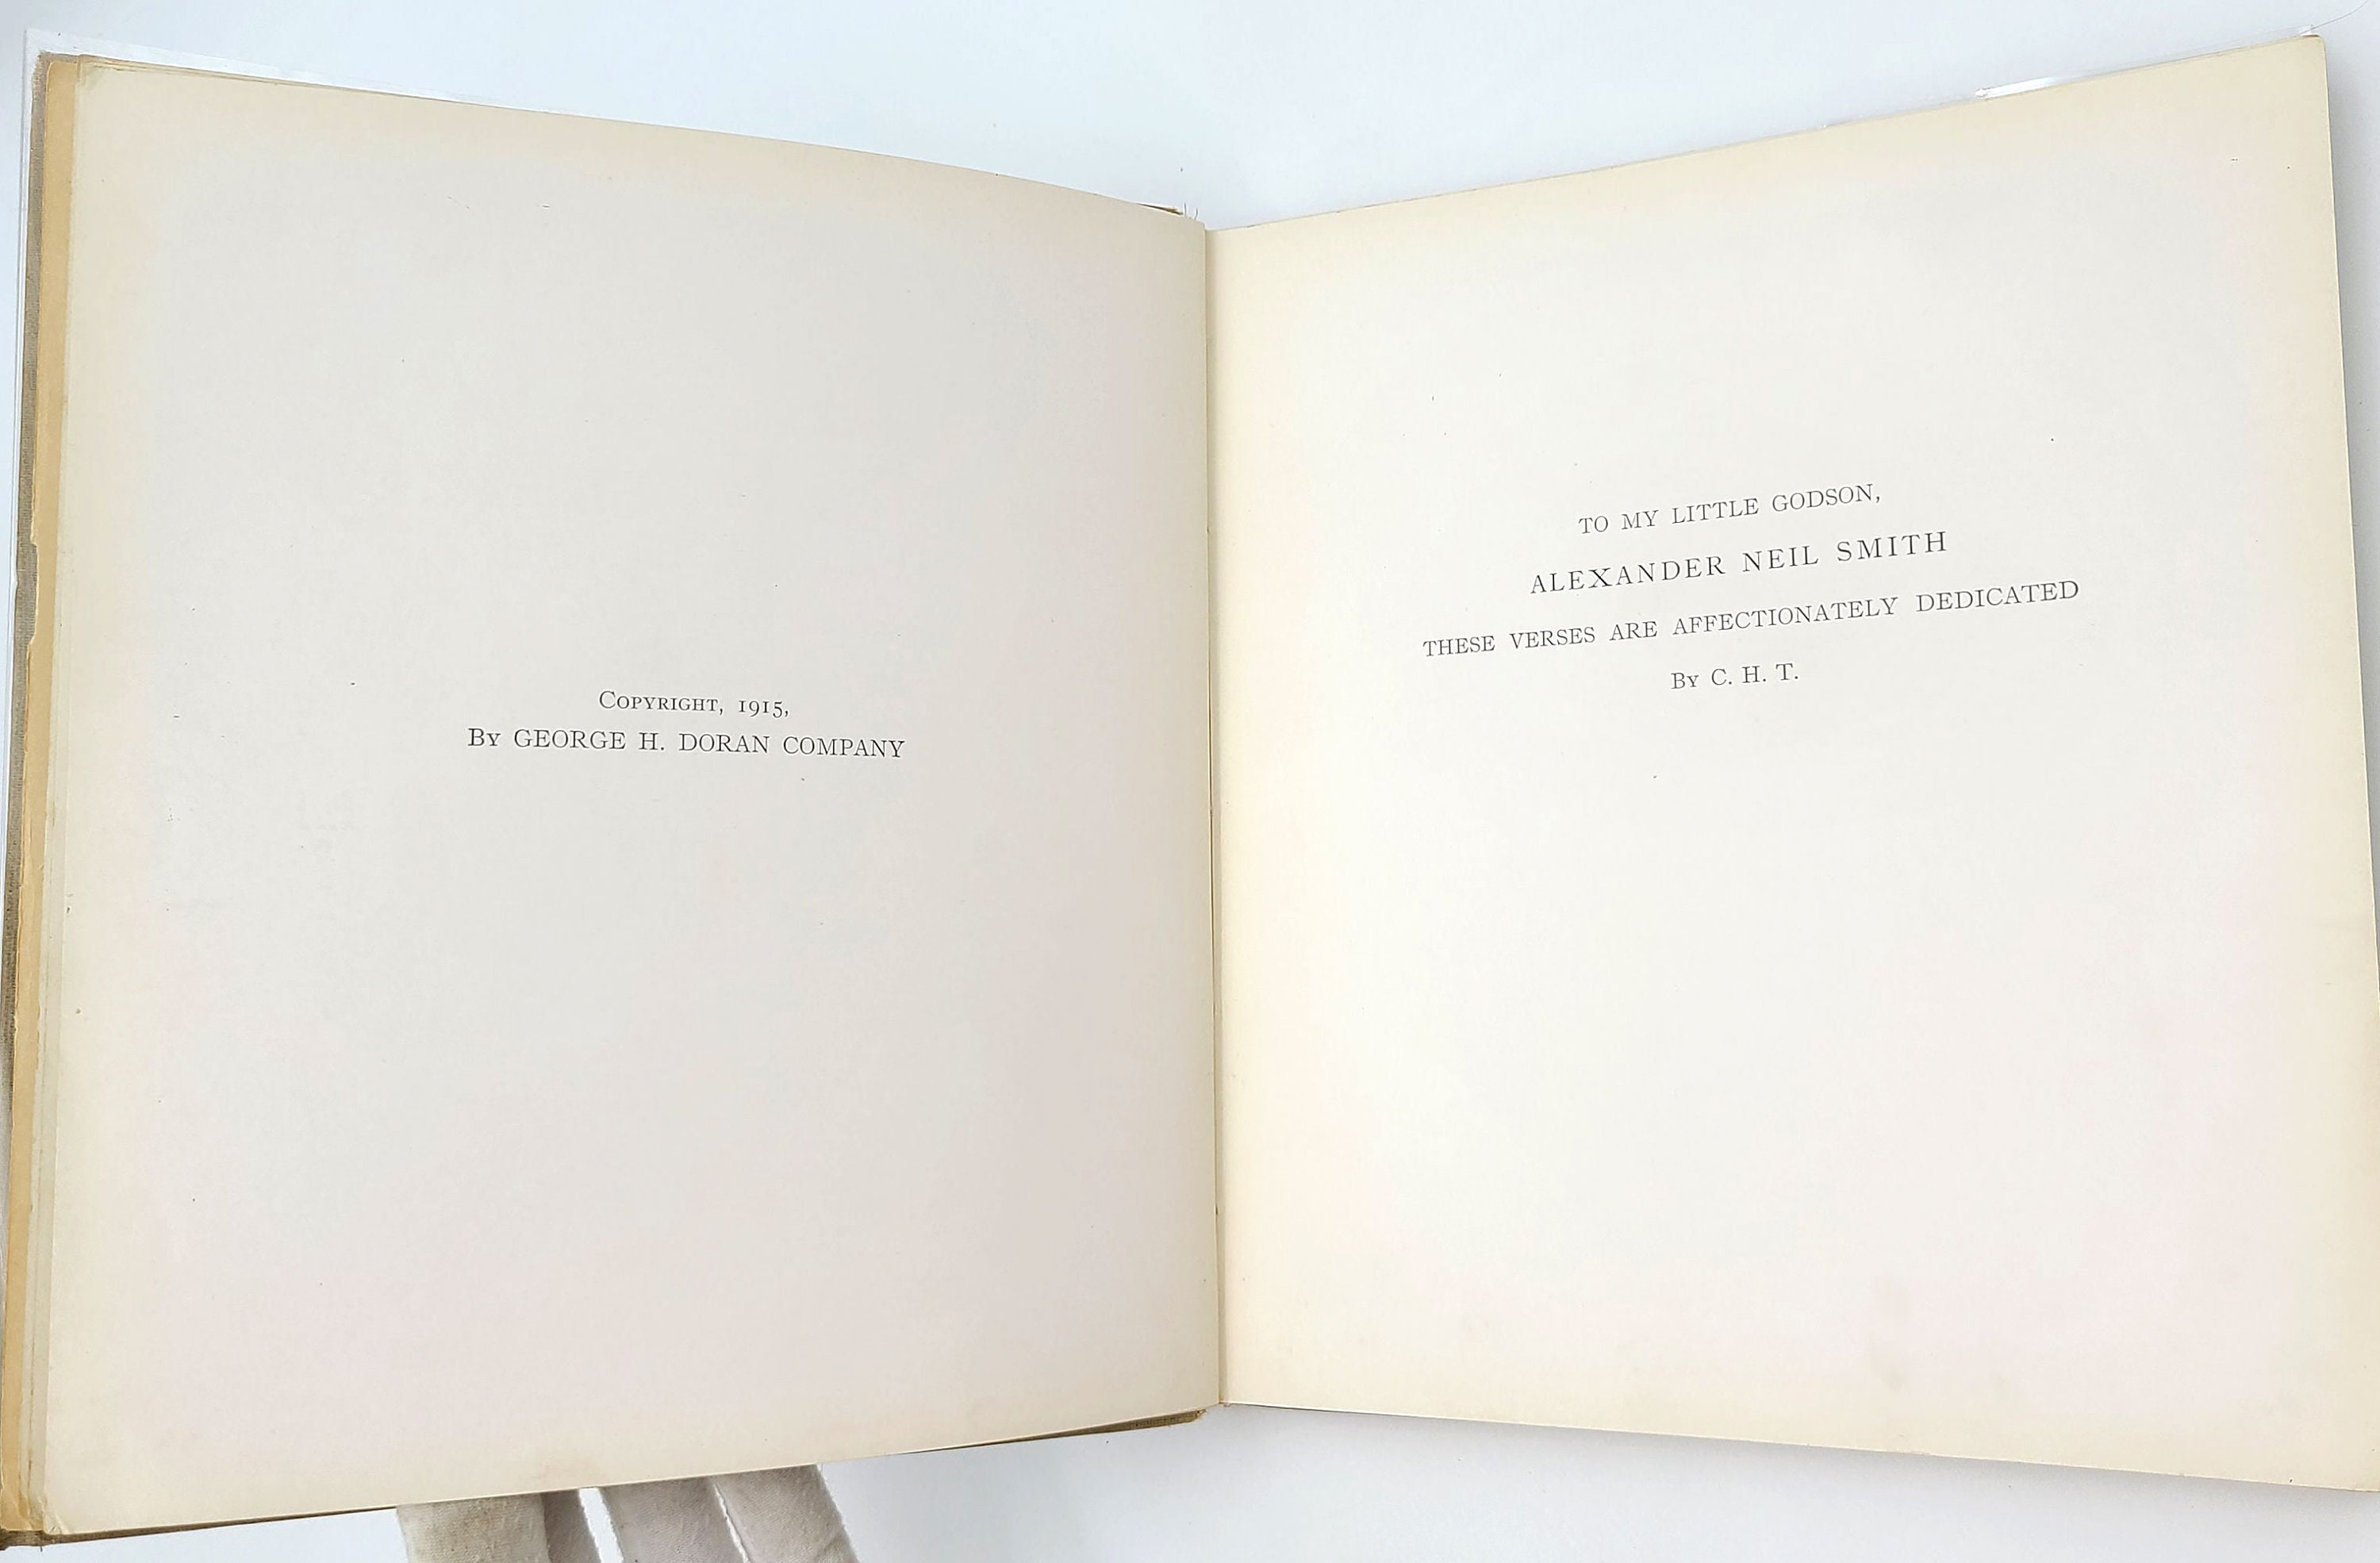 Copyright, 1915,
By GEORGE H. DORAN COMPANY
TO MY LITTLE GODSON,
ALEXANDER NEIL SMITH
THESE VERSES ARE AFFECTIONATELY DEDICATED
By C. H. T.